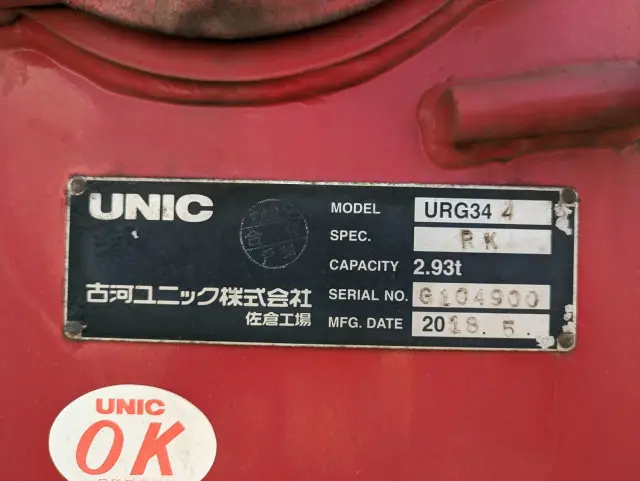 UNIC
MODEL URG34 4
SPEC. RK
CAPACITY 2.93t
古河ユニック株式会社
SERIAL NO. G104900
佐倉工場
MFG. DATE 2018.5.
UNIC
OK